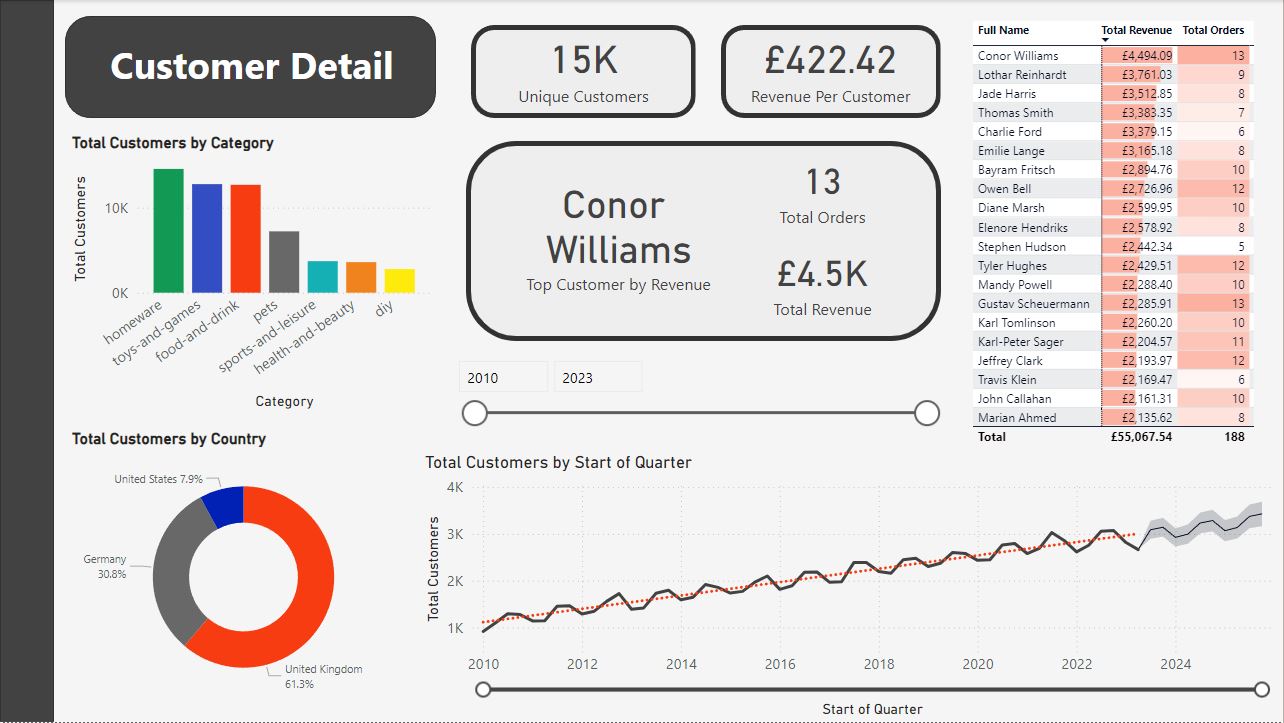 Customer Detail
15K
Unique Customers
£422.42
Revenue Per Customer
Total Customers by Category
Total Customers
10K
0K
homeware
toys-and-games
food-and-drink
pets
sports-and-leisure
health-and-beauty
diy
Category
Conor
Williams
Top Customer by Revenue
13
Total Orders
£4.5K
Total Revenue
2010 2023
Full Name Total Revenue Total Orders
Conor Williams £4,494.09 13
Lothar Reinhardt £3,761.03 9
Jade Harris £3,512.85 8
Thomas Smith £3,383.35 7
Charlie Ford £3,379.15 6
Emilie Lange £3,165.18 8
Bayram Fritsch £2,894.76 10
Owen Bell £2,726.96 12
Diane Marsh £2,599.95 10
Elenore Hendriks £2,578.92 8
Stephen Hudson £2,442.34 5
Tyler Hughes £2,429.51 12
Mandy Powell £2,288.40 10
Gustav Scheuermann £2,285.91 13
Karl Tomlinson £2,260.20 10
Karl-Peter Sager £2,204.57 11
Jeffrey Clark £2,193.97 12
Travis Klein £2,169.47 6
John Callahan £2,161.31 10
Marian Ahmed £2,135.62 8
Total £55,067.54 188
Total Customers by Country
United States 7.9%
Germany
30.8%
United Kingdom
61.3%
Total Customers by Start of Quarter
Total Customers
4K
3K
2K
1K
2010 2012 2014 2016 2018 2020 2022 2024
Start of Quarter